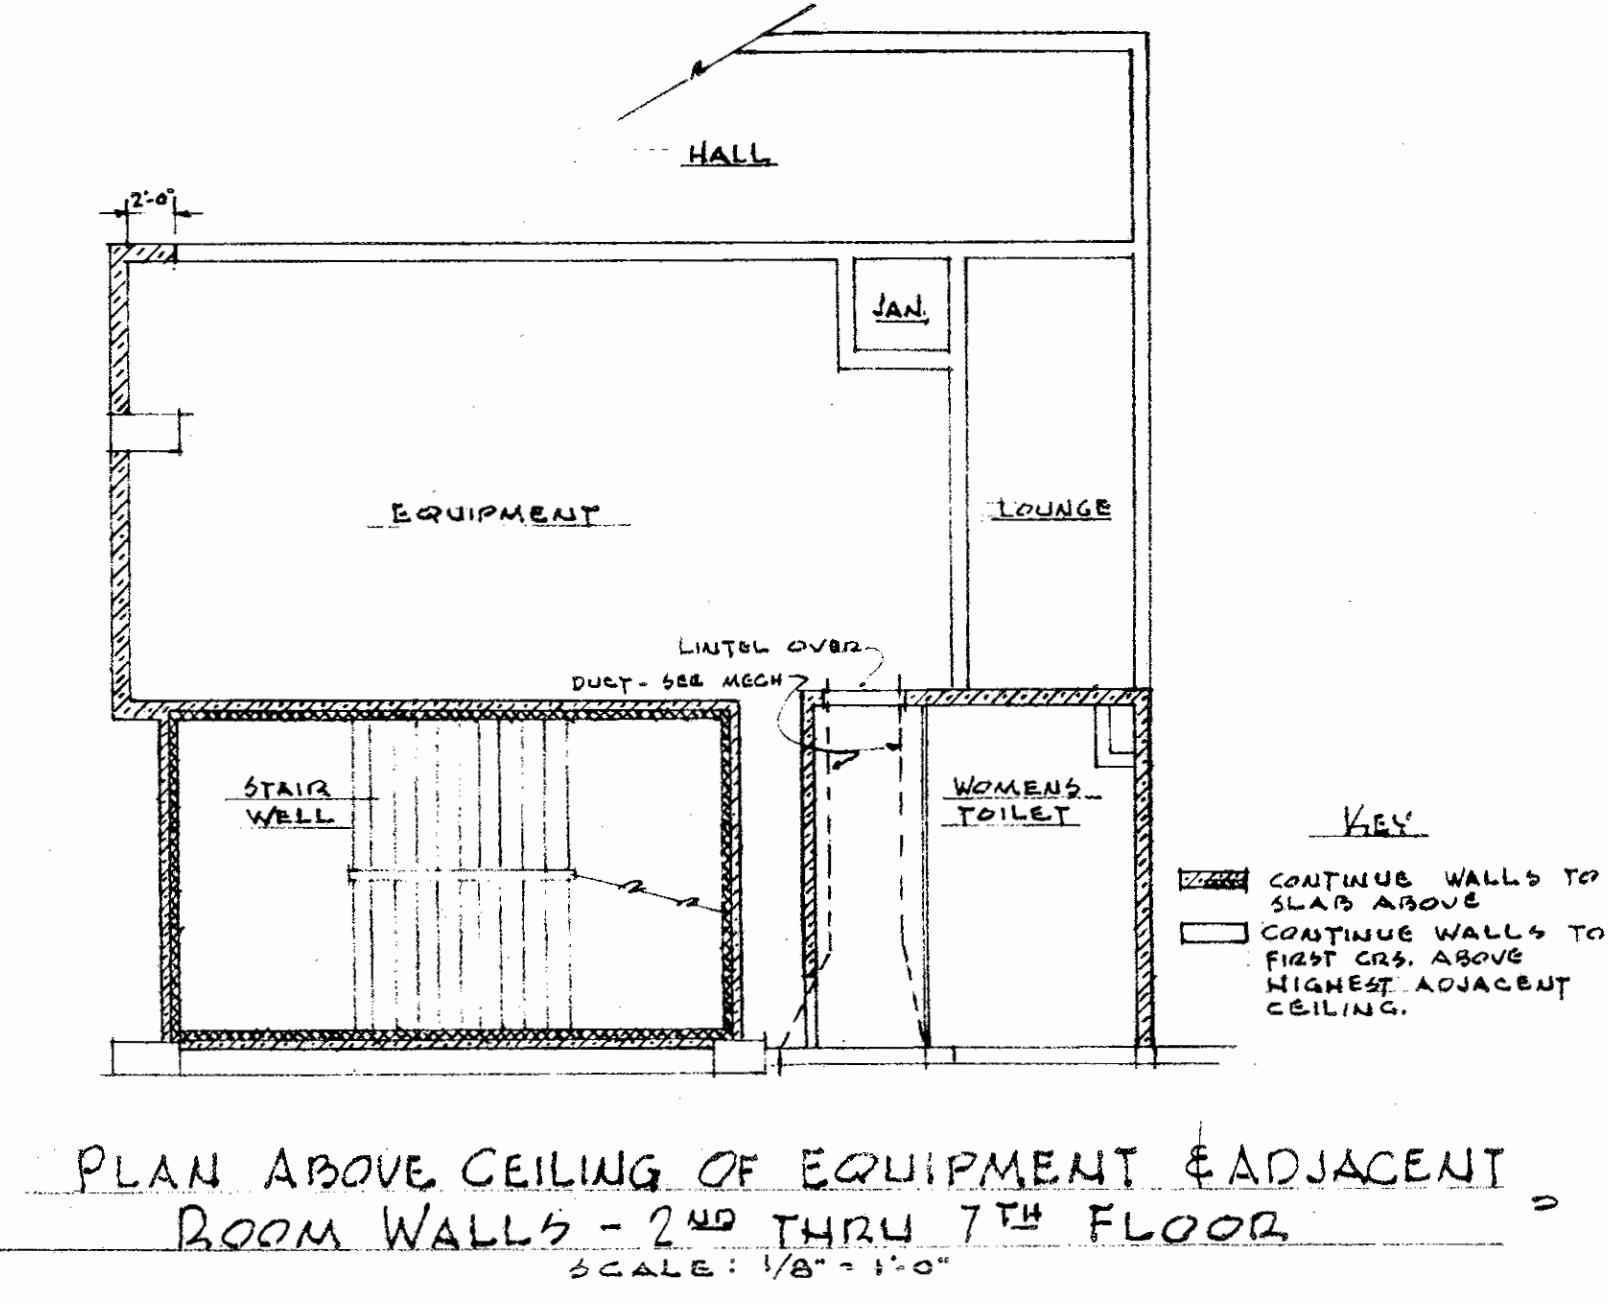 HALL
2'-0"
JAN.
EQUIPMENT
LOUNGE
LINTEL OVER
DUCT - SEE MECH
STAIR
WELL
WOMENS
TOILET
KEY
CONTINUE WALLS TO
SLAB ABOVE
CONTINUE WALLS TO
FIRST CRS. ABOVE
HIGHEST ADJACENT
CEILING.
PLAN ABOVE CEILING OF EQUIPMENT & ADJACENT
ROOM WALLS - 2ND THRU 7TH FLOOR
SCALE: 1/8" = 1'-0"